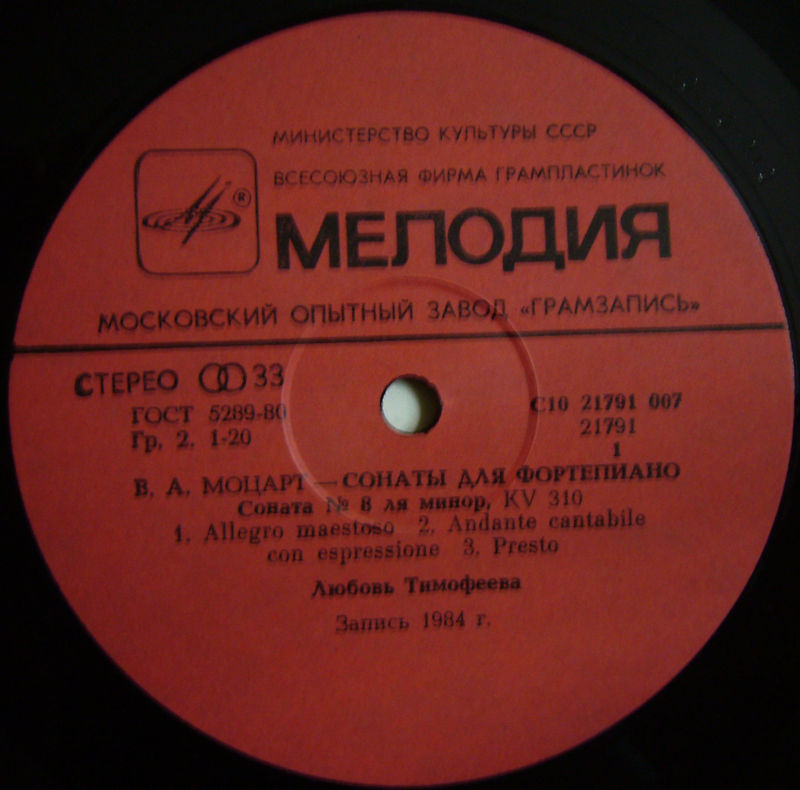 МИНИСТЕРСТВО КУЛЬТУРЫ СССР
ВСЕСОЮЗНАЯ ФИРМА ГРАМПЛАСТИНОК
®
МЕЛОДИЯ
МОСКОВСКИЙ ОПЫТНЫЙ ЗАВОД «ГРАМЗАПИСЬ»
СТЕРЕО 33
ГОСТ 5289-80
Гр. 2. 1-20
С10 21791 007
21791
1
В. А. МОЦАРТ — СОНАТЫ ДЛЯ ФОРТЕПИАНО
Соната № 8 ля минор, KV 310
1. Allegro maestoso 2. Andante cantabile
con espressione 3. Presto
Любовь Тимофеева
Запись 1984 г.